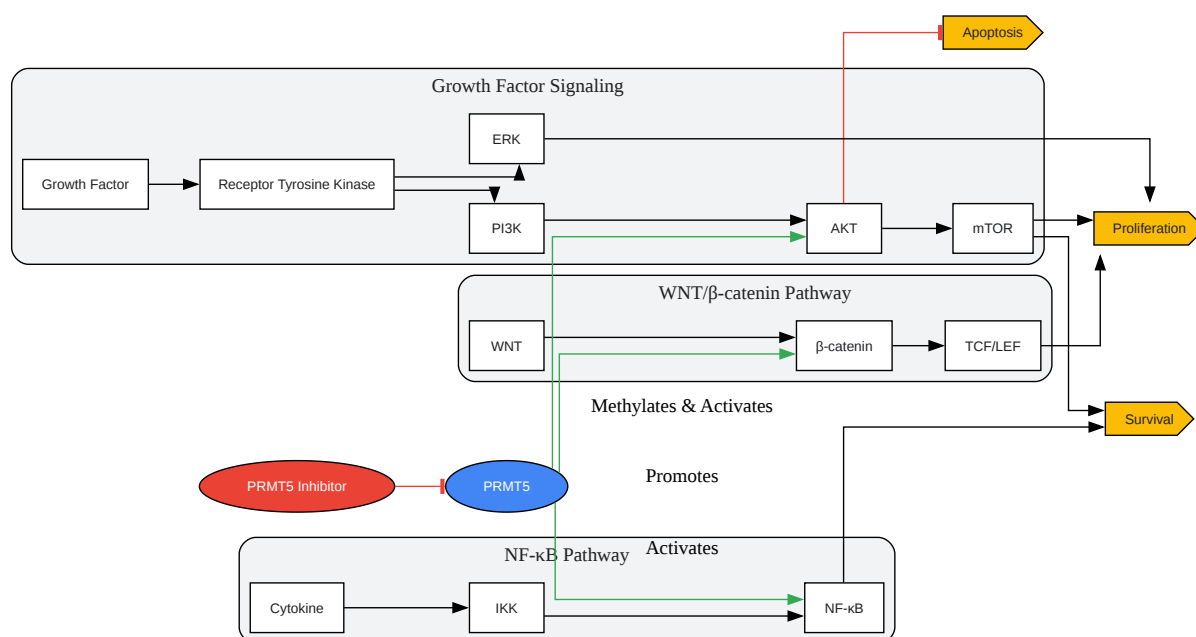 Apoptosis
Growth Factor Signaling
ERK
Growth Factor
Receptor Tyrosine Kinase
PI3K
AKT
mTOR
Proliferation
WNT/β-catenin Pathway
WNT
β-catenin
TCF/LEF
Methylates & Activates
Survival
Promotes
PRMT5 Inhibitor
PRMT5
Activates
NF-κB Pathway
Cytokine
IKK
NF-κB